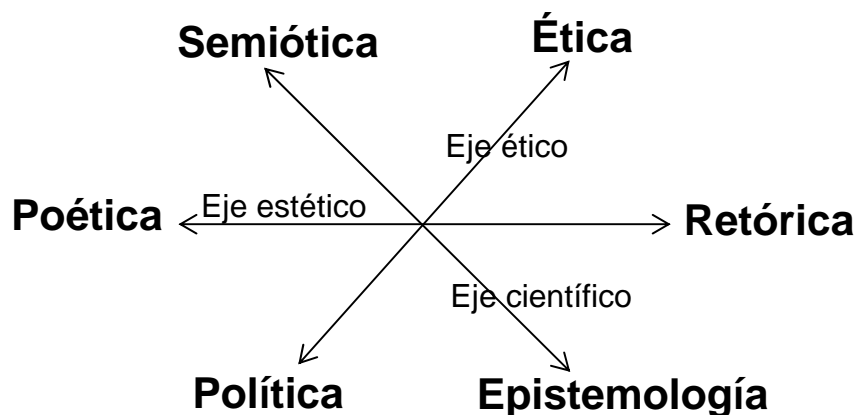 Semiótica
Ética
Eje ético
Poética
Eje estético
Retórica
Eje científico
Política
Epistemología